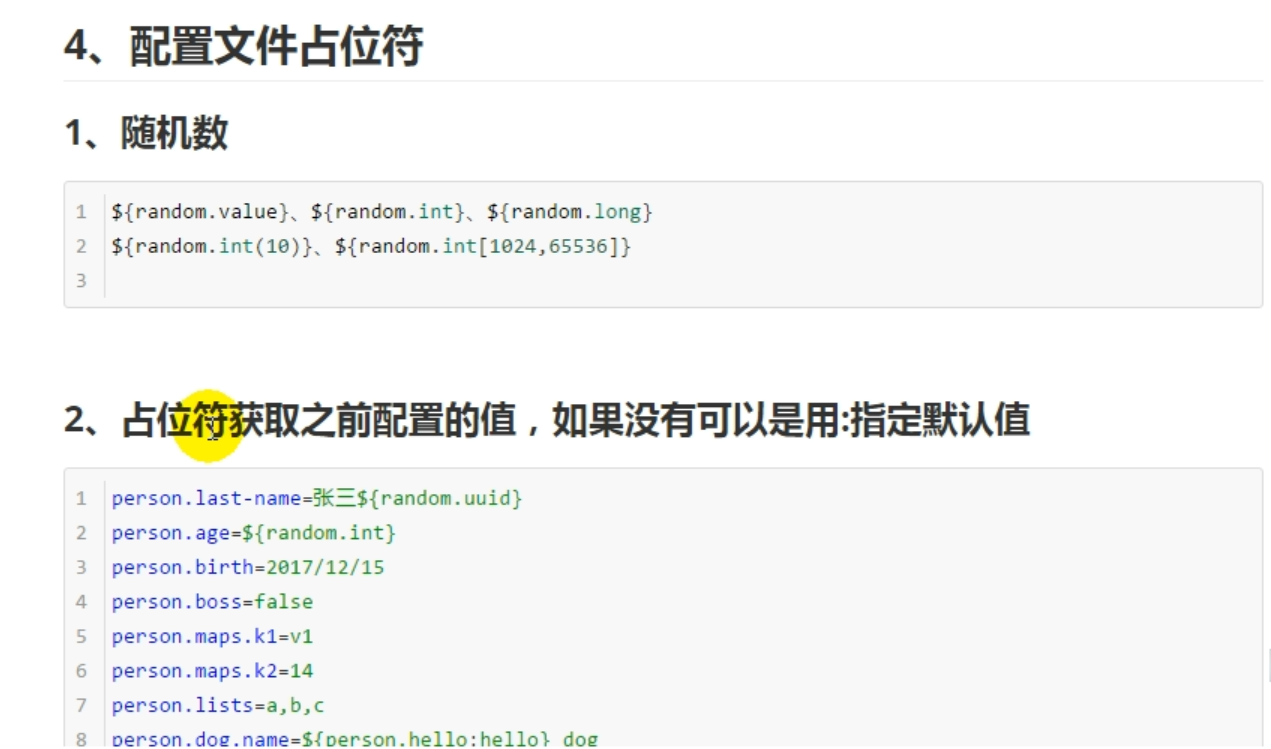 4、配置文件占位符
1、随机数
1 ${random.value}、${random.int}、${random.long}
2 ${random.int(10)}、${random.int[1024,65536]}
3
2、占位符获取之前配置的值，如果没有可以是用:指定默认值
1 person.last-name=张三${random.uuid}
2 person.age=${random.int}
3 person.birth=2017/12/15
4 person.boss=false
5 person.maps.k1=v1
6 person.maps.k2=14
7 person.lists=a,b,c
8 person.dog.name=${person.hello:hello}_dog